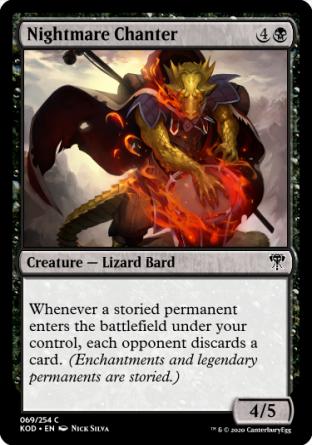 Nightmare Chanter 4
Creature — Lizard Bard
Whenever a storied permanent
enters the battlefield under your
control, each opponent discards a
card. (Enchantments and legendary
permanents are storied.)
4/5
069/254 C
KOD • EN Nick Silva
™ & © 2020 CanterburyEgg